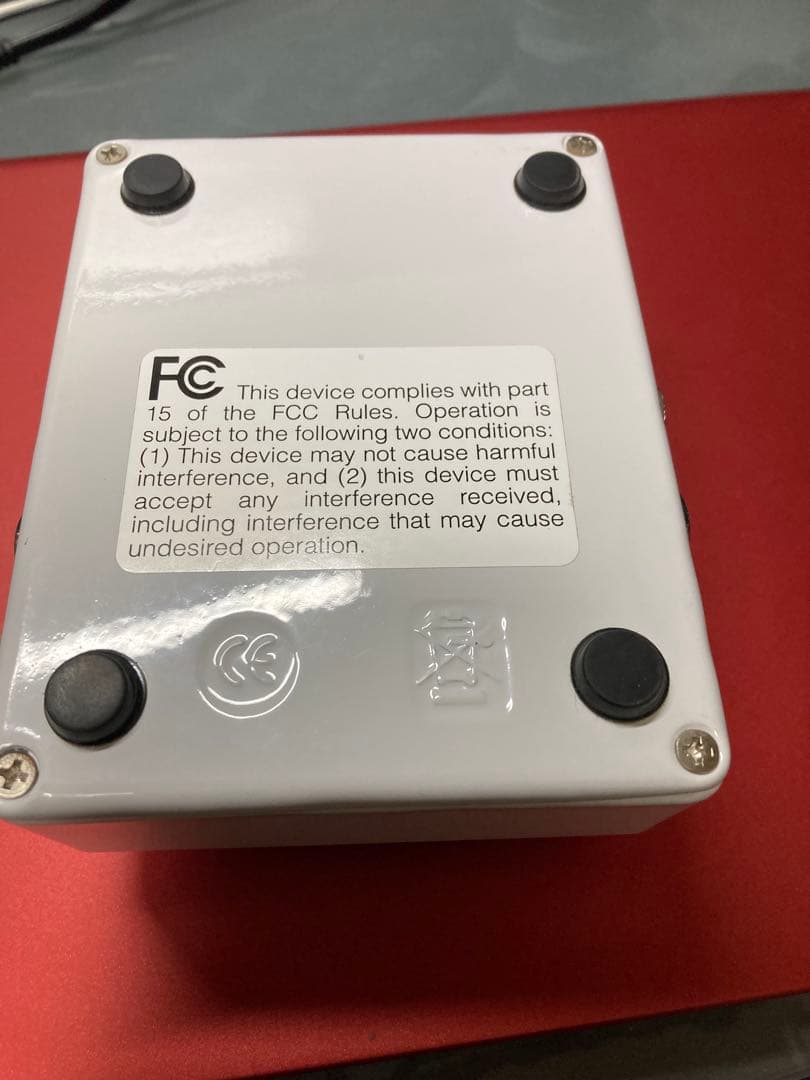 FC This device complies with part
15 of the FCC Rules. Operation is
subject to the following two conditions:
(1) This device may not cause harmful
interference, and (2) this device must
accept any interference received,
including interference that may cause
undesired operation.
CE